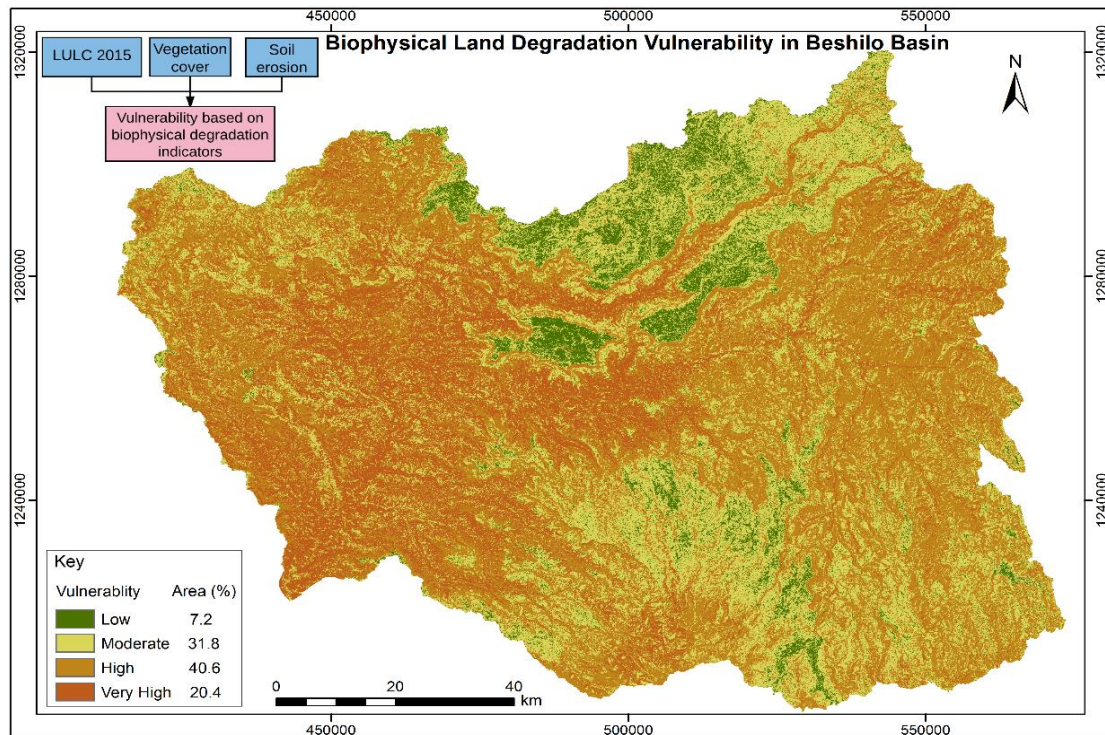 450000 500000 550000
Biophysical Land Degradation Vulnerability in Beshilo Basin
LULC 2015
Vegetation
cover
Soil
erosion
Vulnerability based on
biophysical degradation
indicators
N
1320000 1320000
1280000 1280000
1240000 1240000
Key
Vulnerablity Area (%)
Low 7.2
Moderate 31.8
High 40.6
Very High 20.4
0 20 40
km
450000 500000 550000